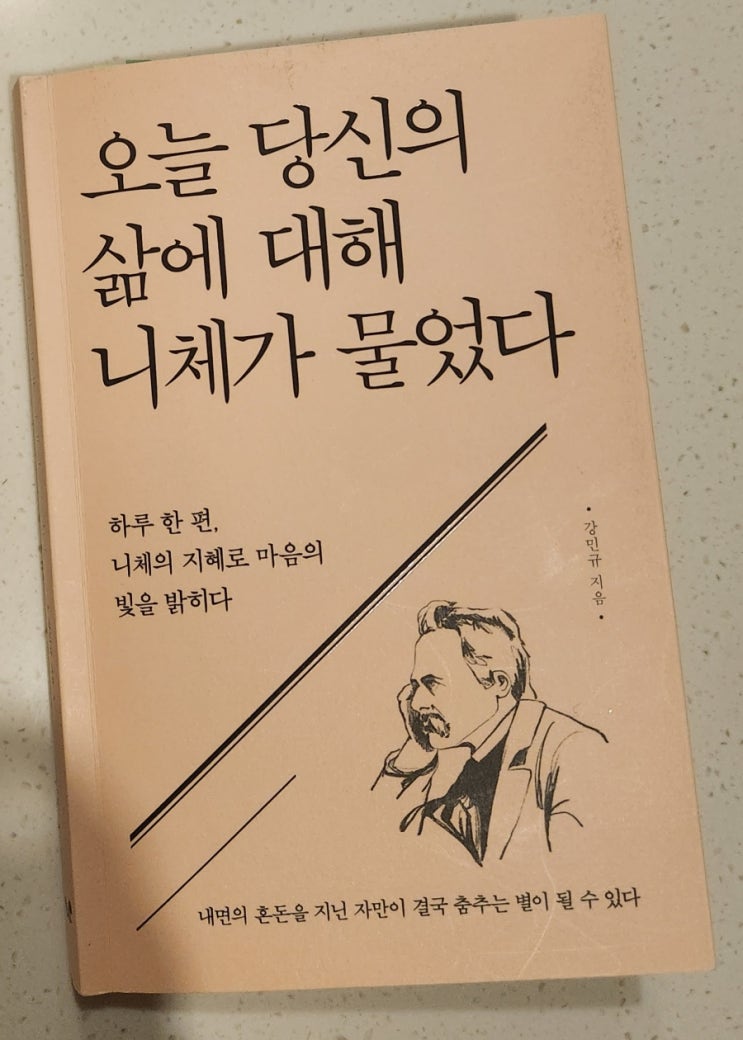 오늘 당신의
삶에 대해
니체가 물었다
하루 한 편,
니체의 지혜로 마음의
빛을 밝히다
• 강민규 지음 •
내면의 혼돈을 지닌 자만이 결국 춤추는 별이 될 수 있다